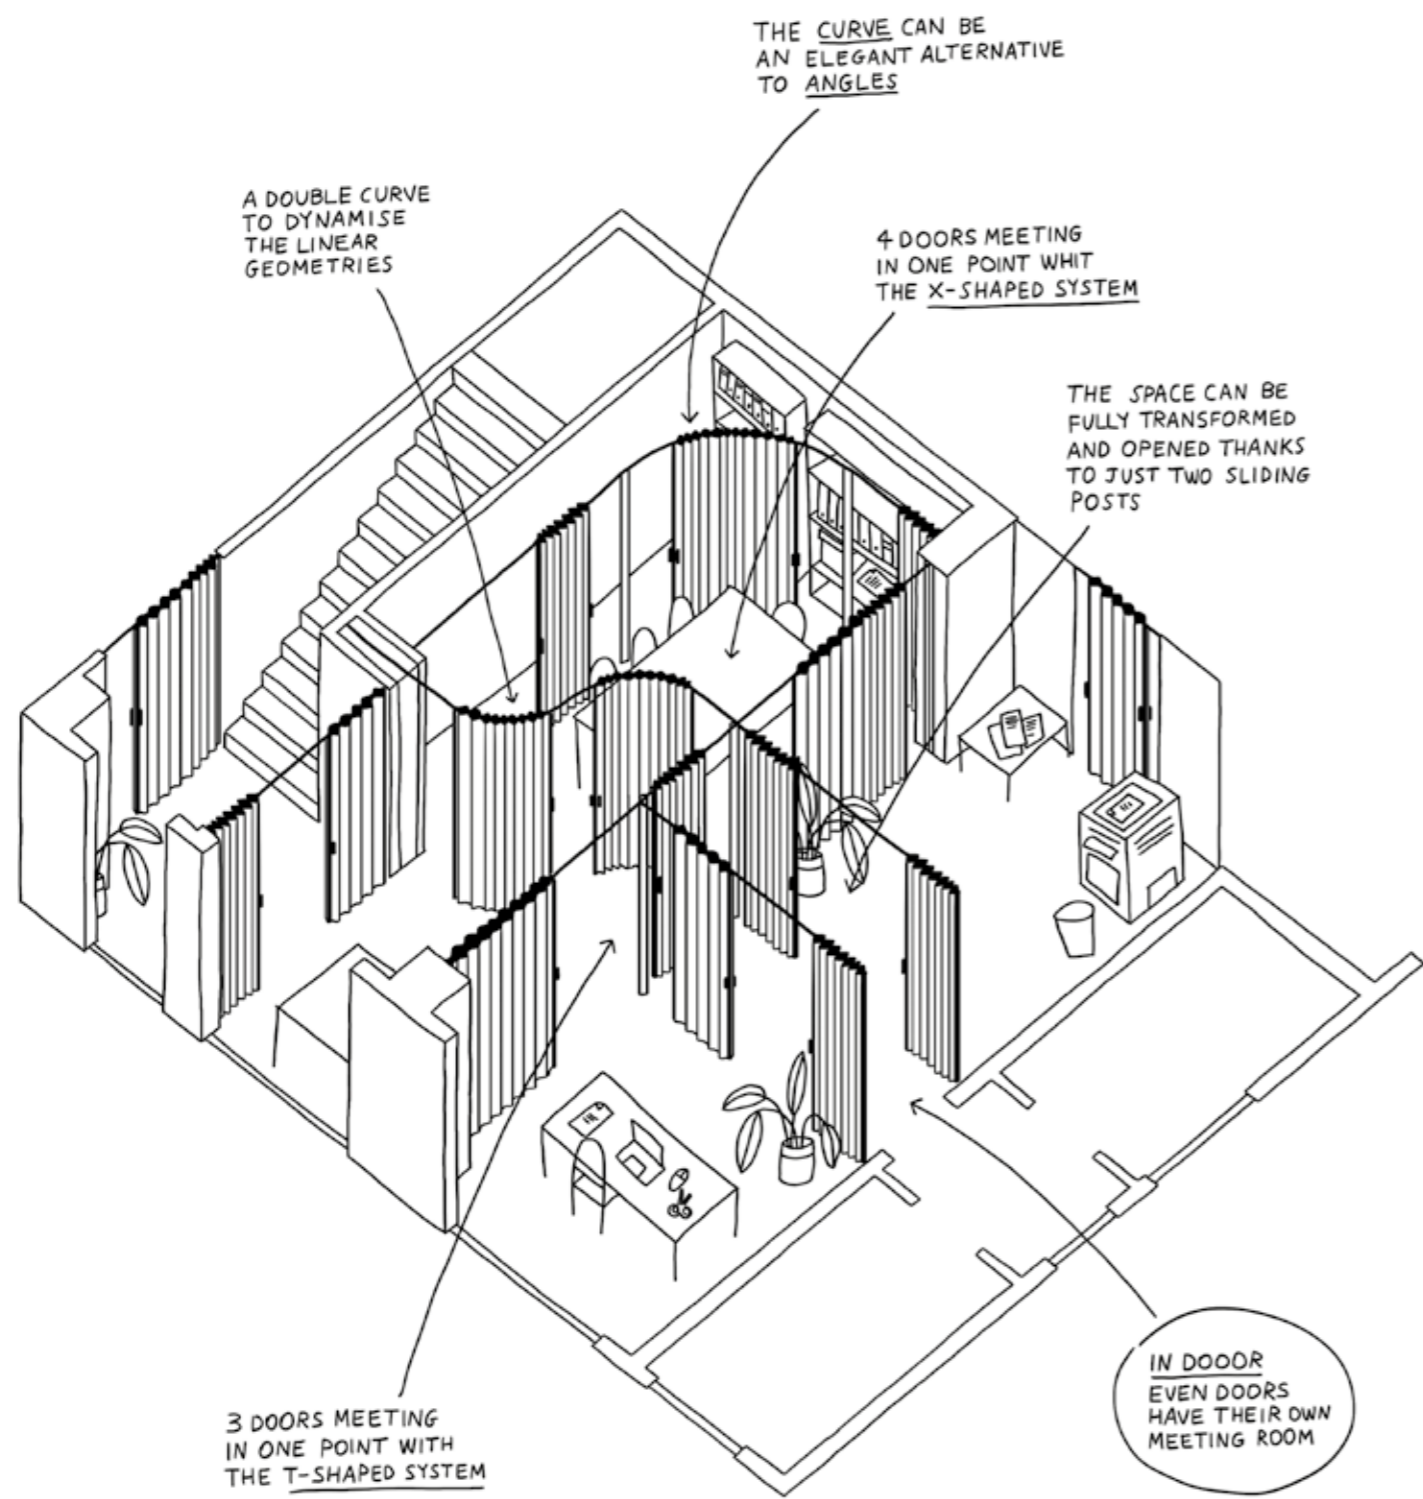 THE CURVE CAN BE
AN ELEGANT ALTERNATIVE
TO ANGLES
A DOUBLE CURVE
TO DYNAMISE
THE LINEAR
GEOMETRIES
4 DOORS MEETING
IN ONE POINT WHIT
THE X-SHAPED SYSTEM
THE SPACE CAN BE
FULLY TRANSFORMED
AND OPENED THANKS
TO JUST TWO SLIDING
POSTS
3 DOORS MEETING
IN ONE POINT WITH
THE T-SHAPED SYSTEM
IN DOOOR
EVEN DOORS
HAVE THEIR OWN
MEETING ROOM